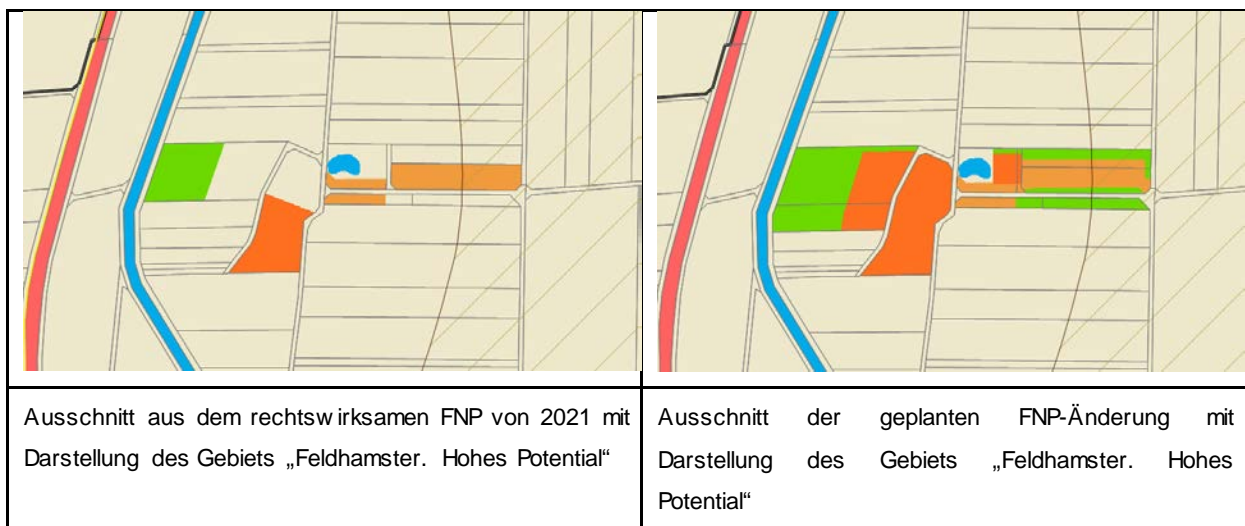 Ausschnitt aus dem rechtswirksamen FNP von 2021 mit
Darstellung des Gebiets „Feldhamster. Hohes Potential“
Ausschnitt der geplanten FNP-Änderung mit
Darstellung des Gebiets „Feldhamster. Hohes
Potential“